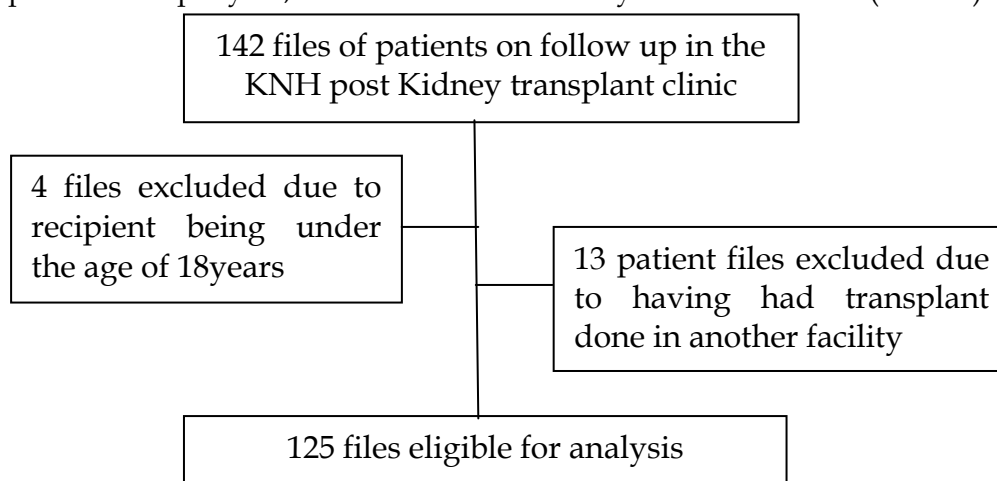 142 files of patients on follow up in the
KNH post Kidney transplant clinic
4 files excluded due to
recipient being under
the age of 18years
13 patient files excluded due
to having had transplant
done in another facility
125 files eligible for analysis